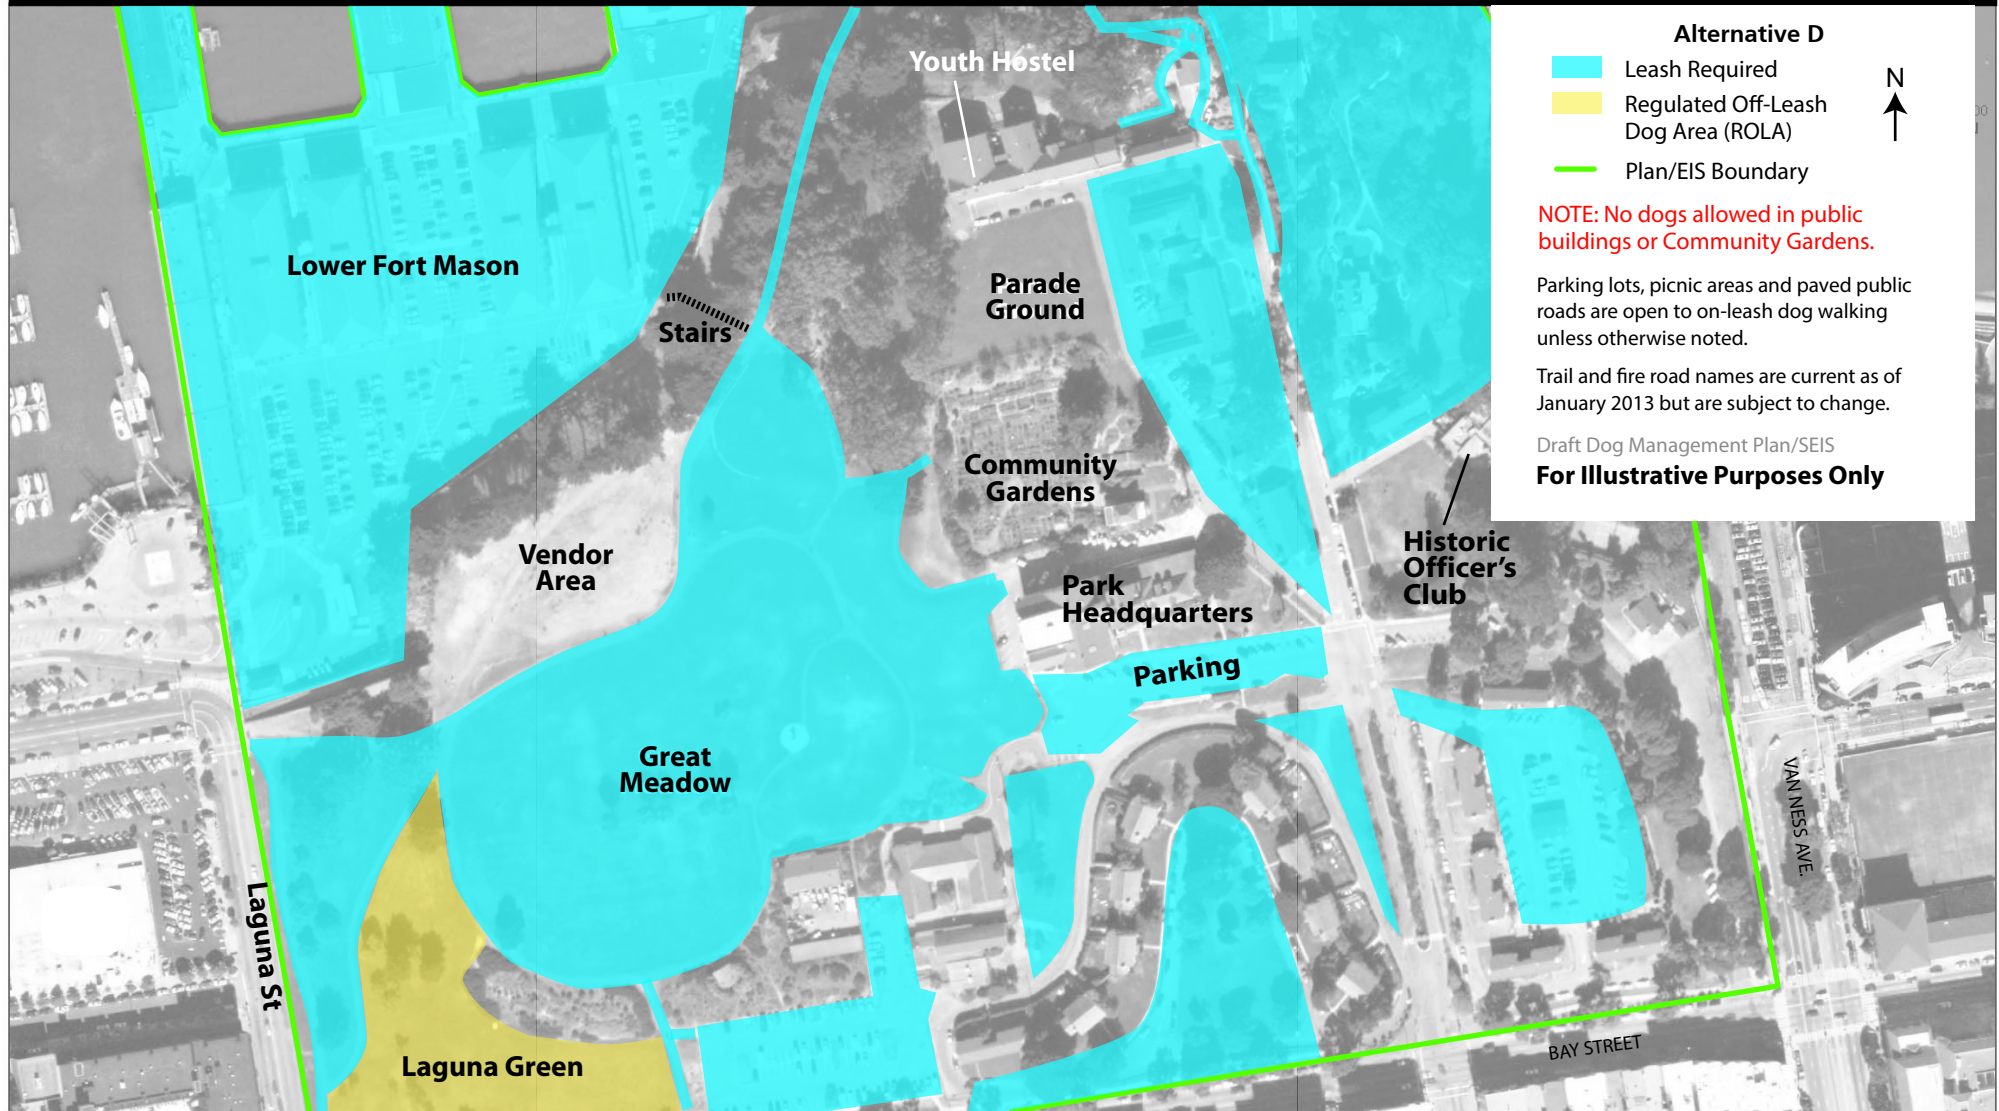 Alternative D
Leash Required
Regulated Off-Leash
Dog Area (ROLA)
Plan/EIS Boundary
N
NOTE: No dogs allowed in public
buildings or Community Gardens.
Parking lots, picnic areas and paved public
roads are open to on-leash dog walking
unless otherwise noted.
Trail and fire road names are current as of
January 2013 but are subject to change.
Draft Dog Management Plan/SEIS
For Illustrative Purposes Only
Youth Hostel
Lower Fort Mason
Parade
Ground
Stairs
Community
Gardens
Vendor
Area
Historic
Officer's
Club
Park
Headquarters
Parking
Great
Meadow
VAN NESS AVE.
Laguna St
BAY STREET
Laguna Green